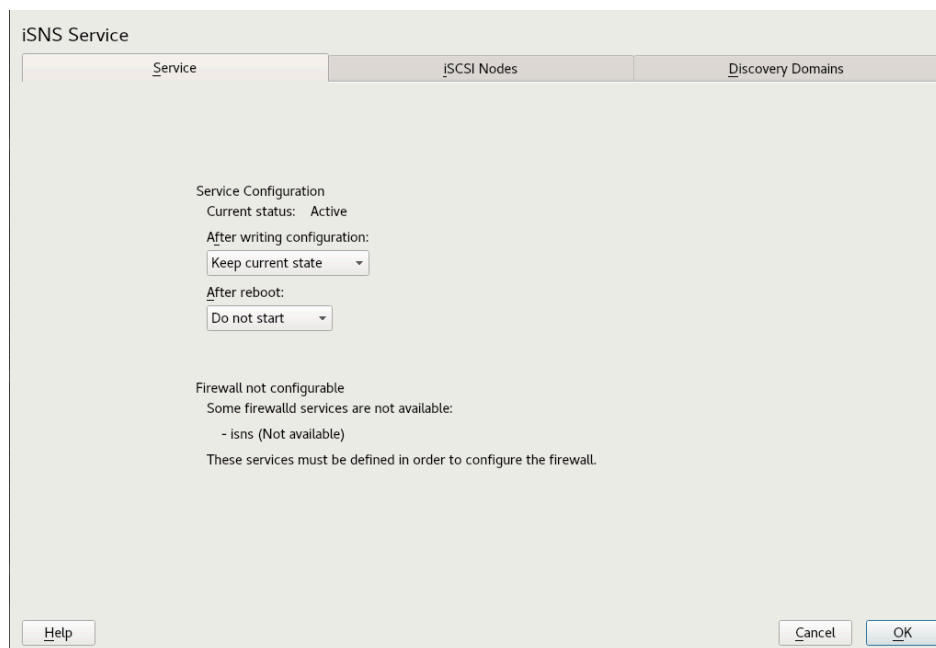 iSNS Service
Service iSCSI Nodes Discovery Domains
Service Configuration
Current status: Active
After writing configuration:
Keep current state
After reboot:
Do not start
Firewall not configurable
Some firewalld services are not available:
- isns (Not available)
These services must be defined in order to configure the firewall.
Help Cancel OK